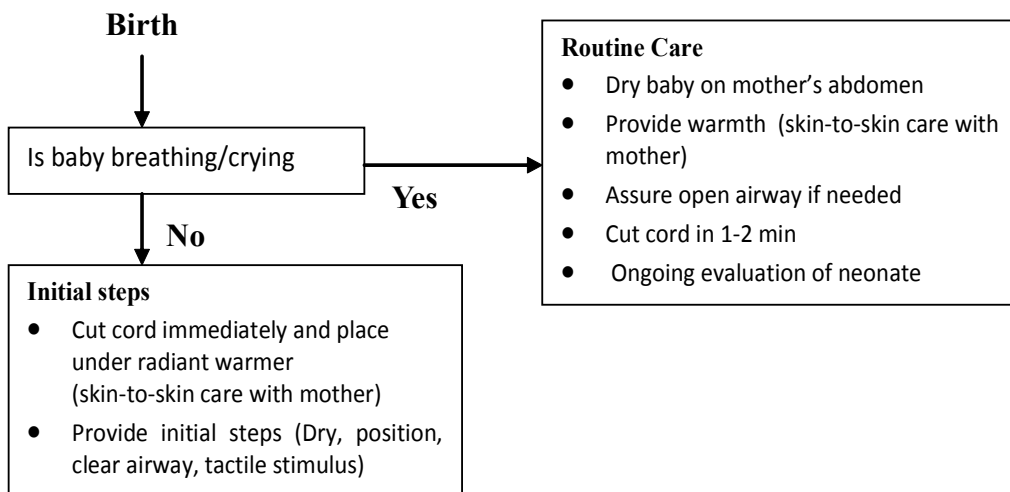 Birth
Is baby breathing/crying
Yes
Routine Care
● Dry baby on mother’s abdomen
● Provide warmth (skin-to-skin care with
mother)
● Assure open airway if needed
● Cut cord in 1-2 min
● Ongoing evaluation of neonate
No
Initial steps
● Cut cord immediately and place
under radiant warmer
(skin-to-skin care with mother)
● Provide initial steps (Dry, position,
clear airway, tactile stimulus)